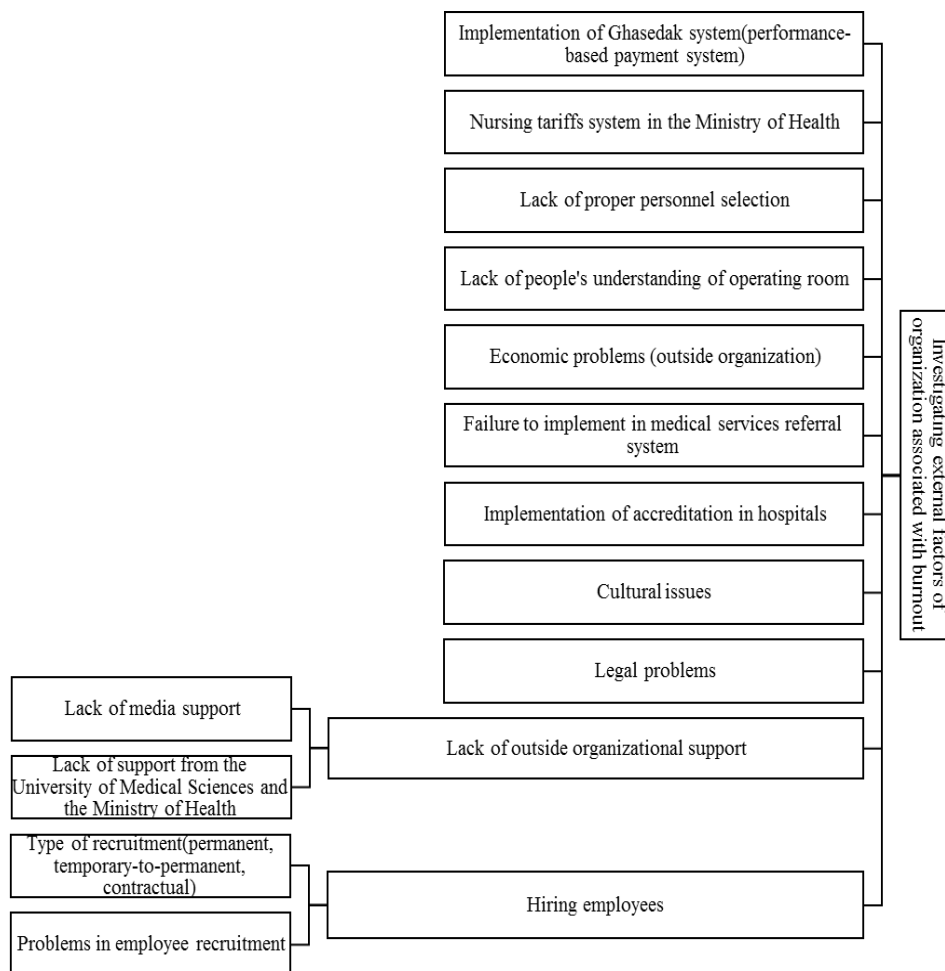 Implementation of Ghasedak system(performance-
based payment system)
Nursing tariffs system in the Ministry of Health
Lack of proper personnel selection
Lack of people's understanding of operating room
Economic problems (outside organization)
Failure to implement in medical services referral
system
Implementation of accreditation in hospitals
Cultural issues
Legal problems
Lack of outside organizational support
Hiring employees
Lack of media support
Lack of support from the
University of Medical Sciences and
the Ministry of Health
Type of recruitment(permanent,
temporary-to-permanent,
contractual)
Problems in employee recruitment
Investigating external factors of
organization associated with burnout